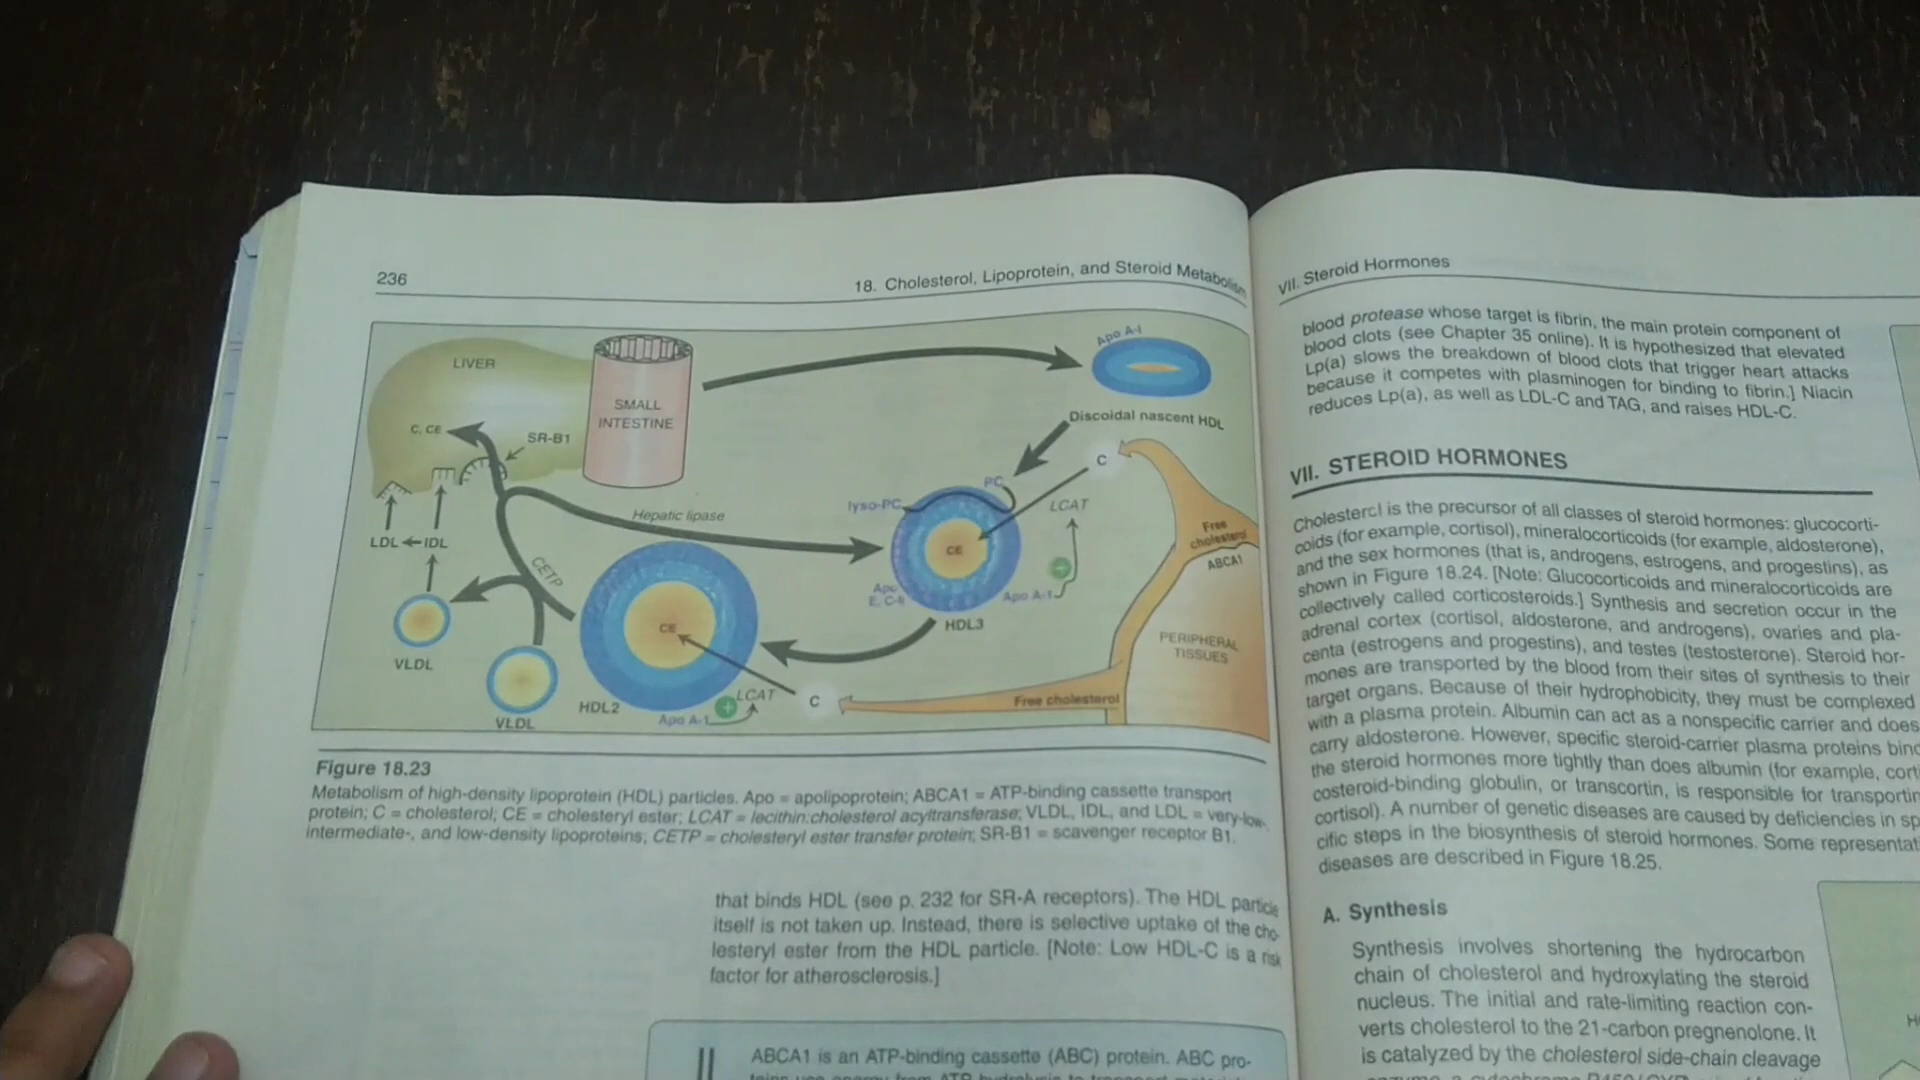 236
18. Cholesterol, Lipoprotein, and Steroid Metabolism
LIVER
SMALL
INTESTINE
Apo A-I
Discoidal nascent HDL
C, CE
SR-B1
C
PC
lyso-PC
LCAT
Hepatic lipase
Free
cholesterol
ABCA1
CE
LDL
IDL
CETP
Apo
E, C-II
Apo A-1
HDL3
CE
PERIPHERAL
TISSUES
VLDL
VLDL
HDL2
LCAT
Apo A-1
C
Free cholesterol
Figure 18.23
Metabolism of high-density lipoprotein (HDL) particles. Apo = apolipoprotein; ABCA1 = ATP-binding cassette transport
protein; C = cholesterol; CE = cholesteryl ester; LCAT = lecithin:cholesterol acyltransferase; VLDL, IDL, and LDL = very-low-,
intermediate-, and low-density lipoproteins; CETP = cholesteryl ester transfer protein; SR-B1 = scavenger receptor B1.
that binds HDL (see p. 232 for SR-A receptors). The HDL particle
itself is not taken up. Instead, there is selective uptake of the cho-
lesteryl ester from the HDL particle. [Note: Low HDL-C is a risk
factor for atherosclerosis.]
ABCA1 is an ATP-binding cassette (ABC) protein. ABC pro-
VII. Steroid Hormones
blood protease whose target is fibrin, the main protein component of
blood clots (see Chapter 35 online). It is hypothesized that elevated
Lp(a) slows the breakdown of blood clots that trigger heart attacks
because it competes with plasminogen for binding to fibrin.] Niacin
reduces Lp(a), as well as LDL-C and TAG, and raises HDL-C.
VII. STEROID HORMONES
Cholesterol is the precursor of all classes of steroid hormones: glucocorti-
coids (for example, cortisol), mineralocorticoids (for example, aldosterone),
and the sex hormones (that is, androgens, estrogens, and progestins), as
shown in Figure 18.24. [Note: Glucocorticoids and mineralocorticoids are
collectively called corticosteroids.] Synthesis and secretion occur in the
adrenal cortex (cortisol, aldosterone, and androgens), ovaries and pla-
centa (estrogens and progestins), and testes (testosterone). Steroid hor-
mones are transported by the blood from their sites of synthesis to their
target organs. Because of their hydrophobicity, they must be complexed
with a plasma protein. Albumin can act as a nonspecific carrier and does
carry aldosterone. However, specific steroid-carrier plasma proteins bind
the steroid hormones more tightly than does albumin (for example, corti
costeroid-binding globulin, or transcortin, is responsible for transportin
cortisol). A number of genetic diseases are caused by deficiencies in sp
cific steps in the biosynthesis of steroid hormones. Some representat
diseases are described in Figure 18.25.
A. Synthesis
Synthesis involves shortening the hydrocarbon
chain of cholesterol and hydroxylating the steroid
nucleus. The initial and rate-limiting reaction con-
verts cholesterol to the 21-carbon pregnenolone. It
is catalyzed by the cholesterol side-chain cleavage